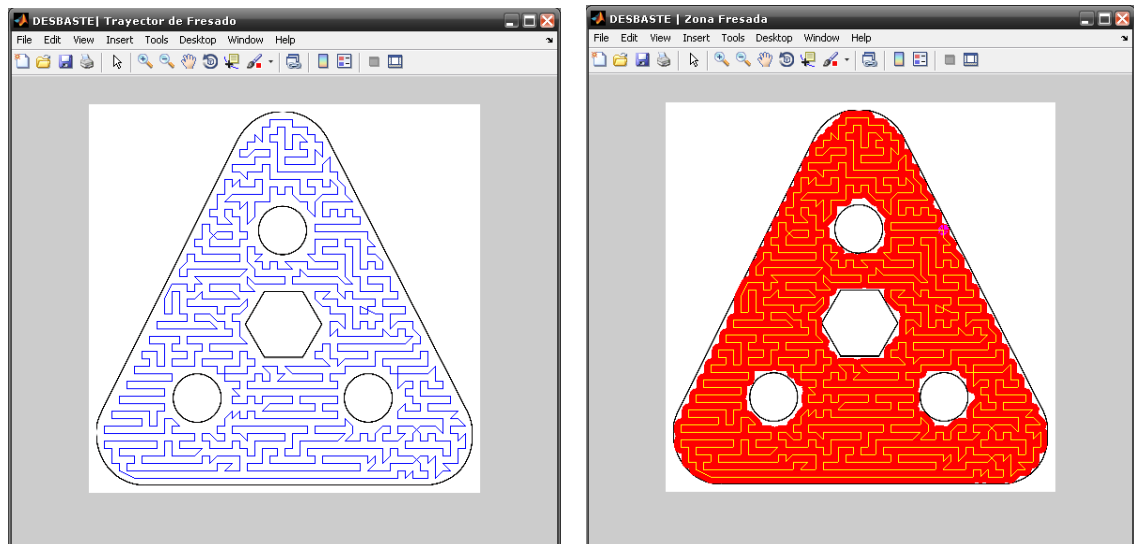 DESBASTE| Trayector de Fresado
File Edit View Insert Tools Desktop Window Help
DESBASTE | Zona Fresada
File Edit View Insert Tools Desktop Window Help